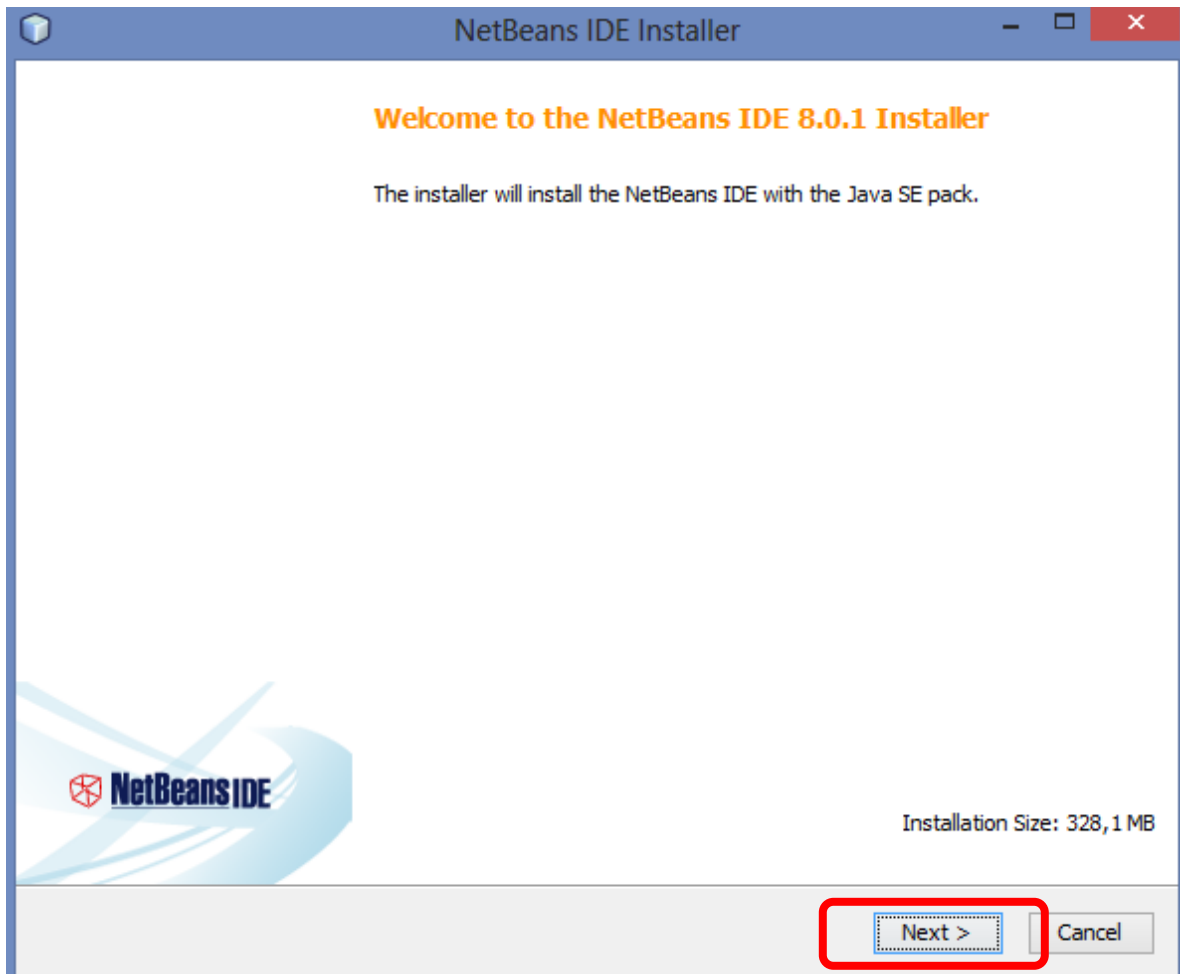 NetBeans IDE Installer
Welcome to the NetBeans IDE 8.0.1 Installer
The installer will install the NetBeans IDE with the Java SE pack.
NetBeans IDE
Installation Size: 328,1 MB
Next >
Cancel